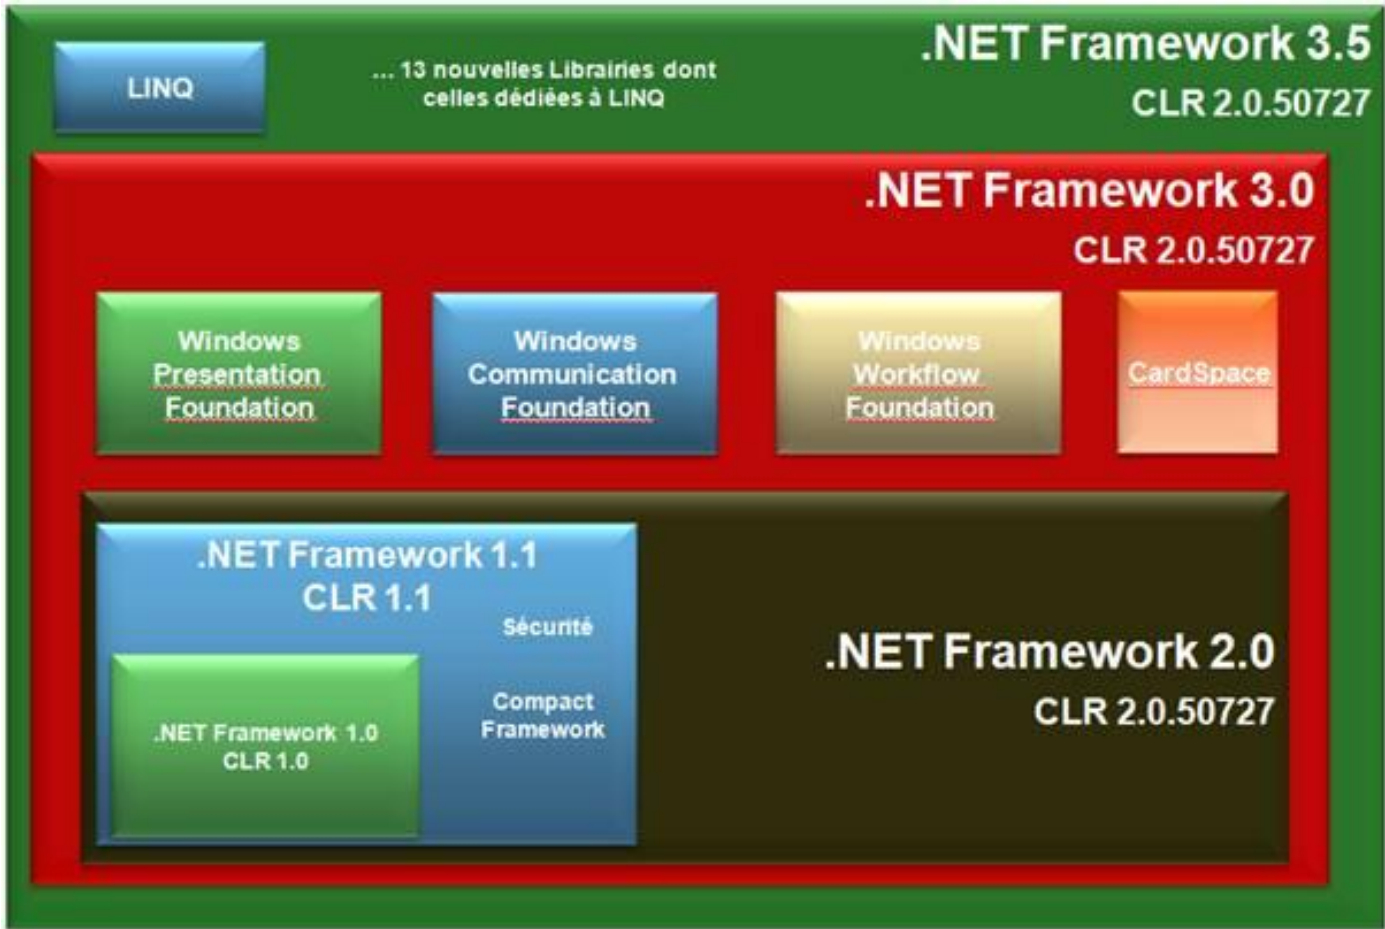 .NET Framework 3.5
CLR 2.0.50727
LINQ
... 13 nouvelles Librairies dont
celles dédiées à LINQ
.NET Framework 3.0
CLR 2.0.50727
Windows
Presentation
Foundation
Windows
Communication
Foundation
Windows
Workflow
Foundation
CardSpace
.NET Framework 1.1
CLR 1.1
Sécurité
Compact
Framework
.NET Framework 1.0
CLR 1.0
.NET Framework 2.0
CLR 2.0.50727